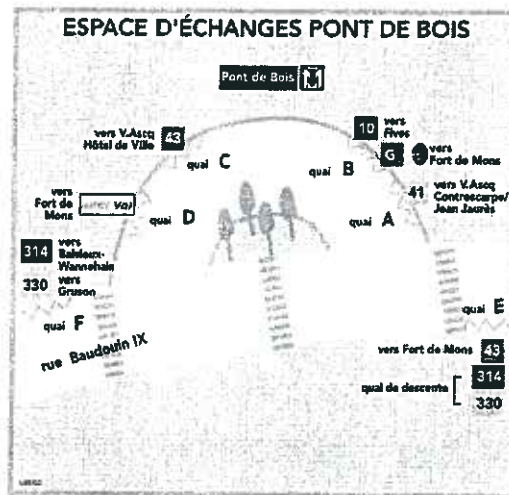 ESPACE D'ÉCHANGES PONT DE BOIS
Pont de Bois
vers V.Ascq
Hôtel de Ville 43
quai C
10 vers
Fives
G vers
Fort de Mons
quai B
41 vers V.Ascq
Contrescarpe/
Jean Jaurès
quai A
vers
Fort de
Mons
Val
quai D
314 vers
Baisieux-
Wannehain
330 vers
Gruson
quai F
rue Baudouin IX
quai E
vers Fort de Mons 43
quai de descente
314
330